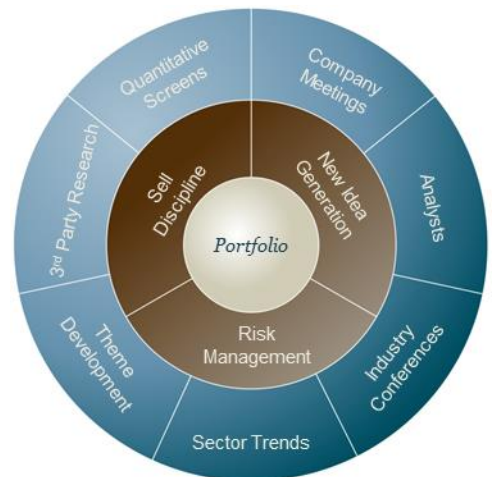 Quantitative
Screens
Company
Meetings
Analysts
Industry
Conferences
Sector Trends
Theme
Development
3rd Party Research
Sell
Discipline
New Idea
Generation
Risk
Management
Portfolio